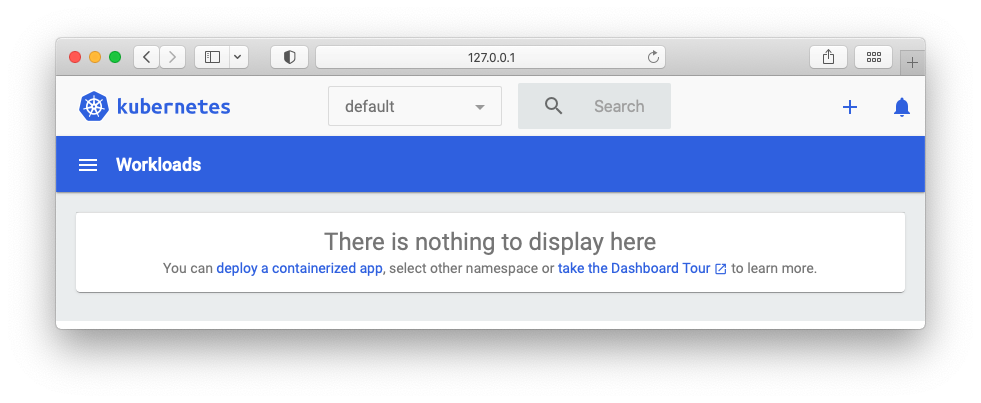 127.0.0.1
kubernetes
default
Search
Workloads
There is nothing to display here
You can deploy a containerized app, select other namespace or take the Dashboard Tour to learn more.